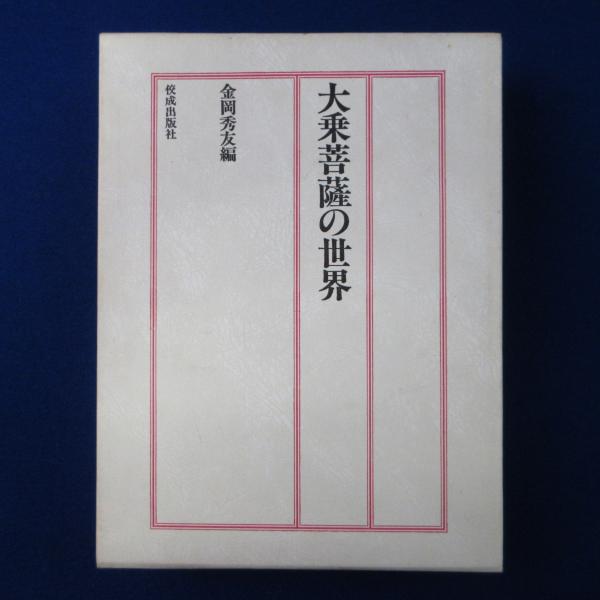 大乗菩薩の世界
金岡秀友編
佼成出版社